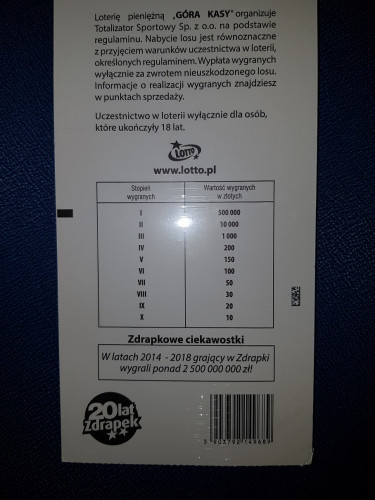 Loterię pieniężną „GÓRA KASY" organizuje
Totalizator Sportowy Sp. z o.o. na podstawie
regulaminu. Nabycie losu jest równoznaczne
z przyjęciem warunków uczestnictwa w loterii,
określonych regulaminem. Wypłata wygranych
wyłącznie za zwrotem nieuszkodzonego losu.
Informacje o realizacji wygranych znajdziesz
w punktach sprzedaży.
Uczestnictwo w loterii wyłącznie dla osób,
które ukończyły 18 lat.
LOTTO
www.lotto.pl
Stopień wygranych Wartość wygranych w złotych
I 500 000
II 10 000
III 1 000
IV 200
V 150
VI 100
VII 50
VIII 30
IX 20
X 10
Zdrapkowe ciekawostki
W latach 2014 - 2018 grający w Zdrapki
wygrali ponad 2 500 000 000 zł!
20 lat
Zdrapek